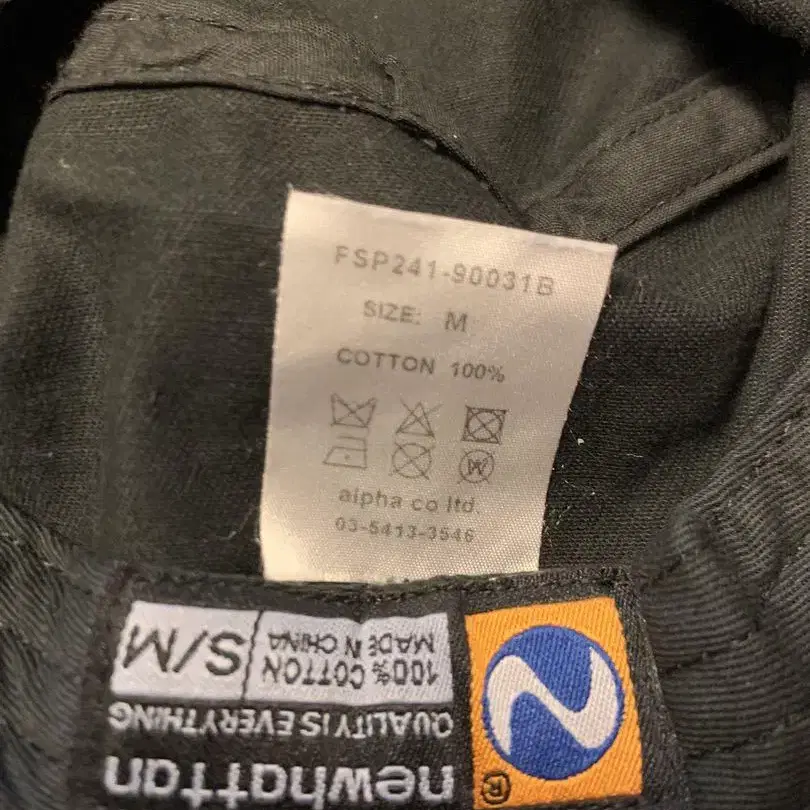 FSP241-90031B
SIZE: M
COTTON 100%
alpha co ltd.
03-5413-3546
newhattan ®
QUALITY IS EVERYTHING
100% COTTON
MADE IN CHINA
S/M